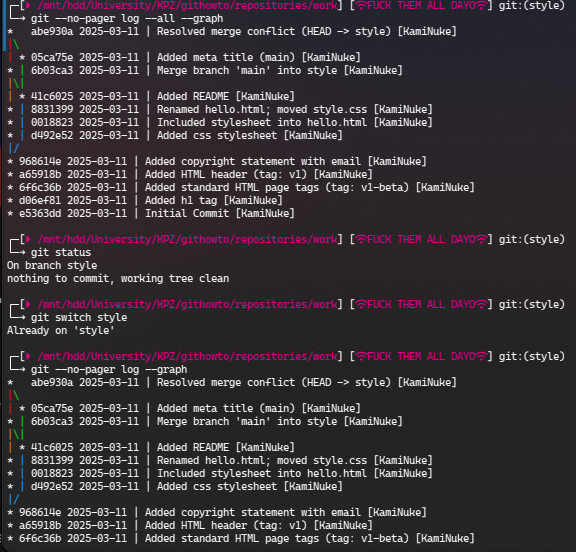 ┌─[ /mnt/hdd/University/KPZ/githowto/repositories/work] [FUCK THEM ALL DAYO] git:(style)
└─→ git --no-pager log --all --graph
*   abe930a 2025-03-11 | Resolved merge conflict (HEAD -> style) [KamiNuke]
|\
| * 05ca75e 2025-03-11 | Added meta title (main) [KamiNuke]
* | 6b03ca3 2025-03-11 | Merge branch 'main' into style [KamiNuke]
|\|
| * 41c6025 2025-03-11 | Added README [KamiNuke]
* | 8831399 2025-03-11 | Renamed hello.html; moved style.css [KamiNuke]
* | 0018823 2025-03-11 | Included stylesheet into hello.html [KamiNuke]
* | d492e52 2025-03-11 | Added css stylesheet [KamiNuke]
|/
* 968614e 2025-03-11 | Added copyright statement with email [KamiNuke]
* a65918b 2025-03-11 | Added HTML header (tag: v1) [KamiNuke]
* 6f6c36b 2025-03-11 | Added standard HTML page tags (tag: v1-beta) [KamiNuke]
* d06ef81 2025-03-11 | Added h1 tag [KamiNuke]
* e5363dd 2025-03-11 | Initial Commit [KamiNuke]
┌─[ /mnt/hdd/University/KPZ/githowto/repositories/work] [FUCK THEM ALL DAYO] git:(style)
└─→ git status
On branch style
nothing to commit, working tree clean
┌─[ /mnt/hdd/University/KPZ/githowto/repositories/work] [FUCK THEM ALL DAYO] git:(style)
└─→ git switch style
Already on 'style'
┌─[ /mnt/hdd/University/KPZ/githowto/repositories/work] [FUCK THEM ALL DAYO] git:(style)
└─→ git --no-pager log --graph
*   abe930a 2025-03-11 | Resolved merge conflict (HEAD -> style) [KamiNuke]
|\
| * 05ca75e 2025-03-11 | Added meta title (main) [KamiNuke]
* | 6b03ca3 2025-03-11 | Merge branch 'main' into style [KamiNuke]
|\|
| * 41c6025 2025-03-11 | Added README [KamiNuke]
* | 8831399 2025-03-11 | Renamed hello.html; moved style.css [KamiNuke]
* | 0018823 2025-03-11 | Included stylesheet into hello.html [KamiNuke]
* | d492e52 2025-03-11 | Added css stylesheet [KamiNuke]
|/
* 968614e 2025-03-11 | Added copyright statement with email [KamiNuke]
* a65918b 2025-03-11 | Added HTML header (tag: v1) [KamiNuke]
* 6f6c36b 2025-03-11 | Added standard HTML page tags (tag: v1-beta) [KamiNuke]